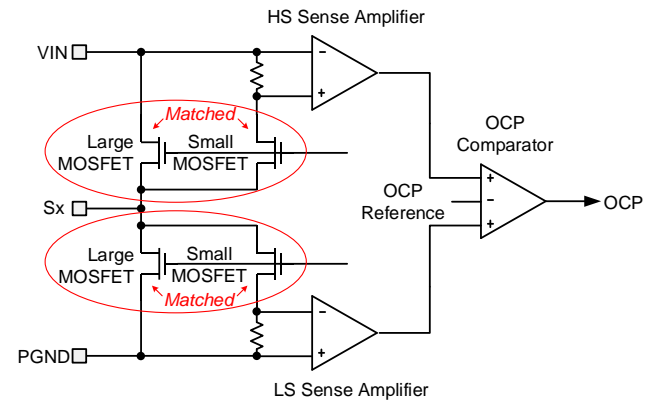 HS Sense Amplifier
VIN
−
+
Matched
Large
MOSFET
Small
MOSFET
OCP
Comparator
+
−
+
OCP
Reference
OCP
Sx
Large
MOSFET
Small
MOSFET
Matched
−
+
PGND
LS Sense Amplifier